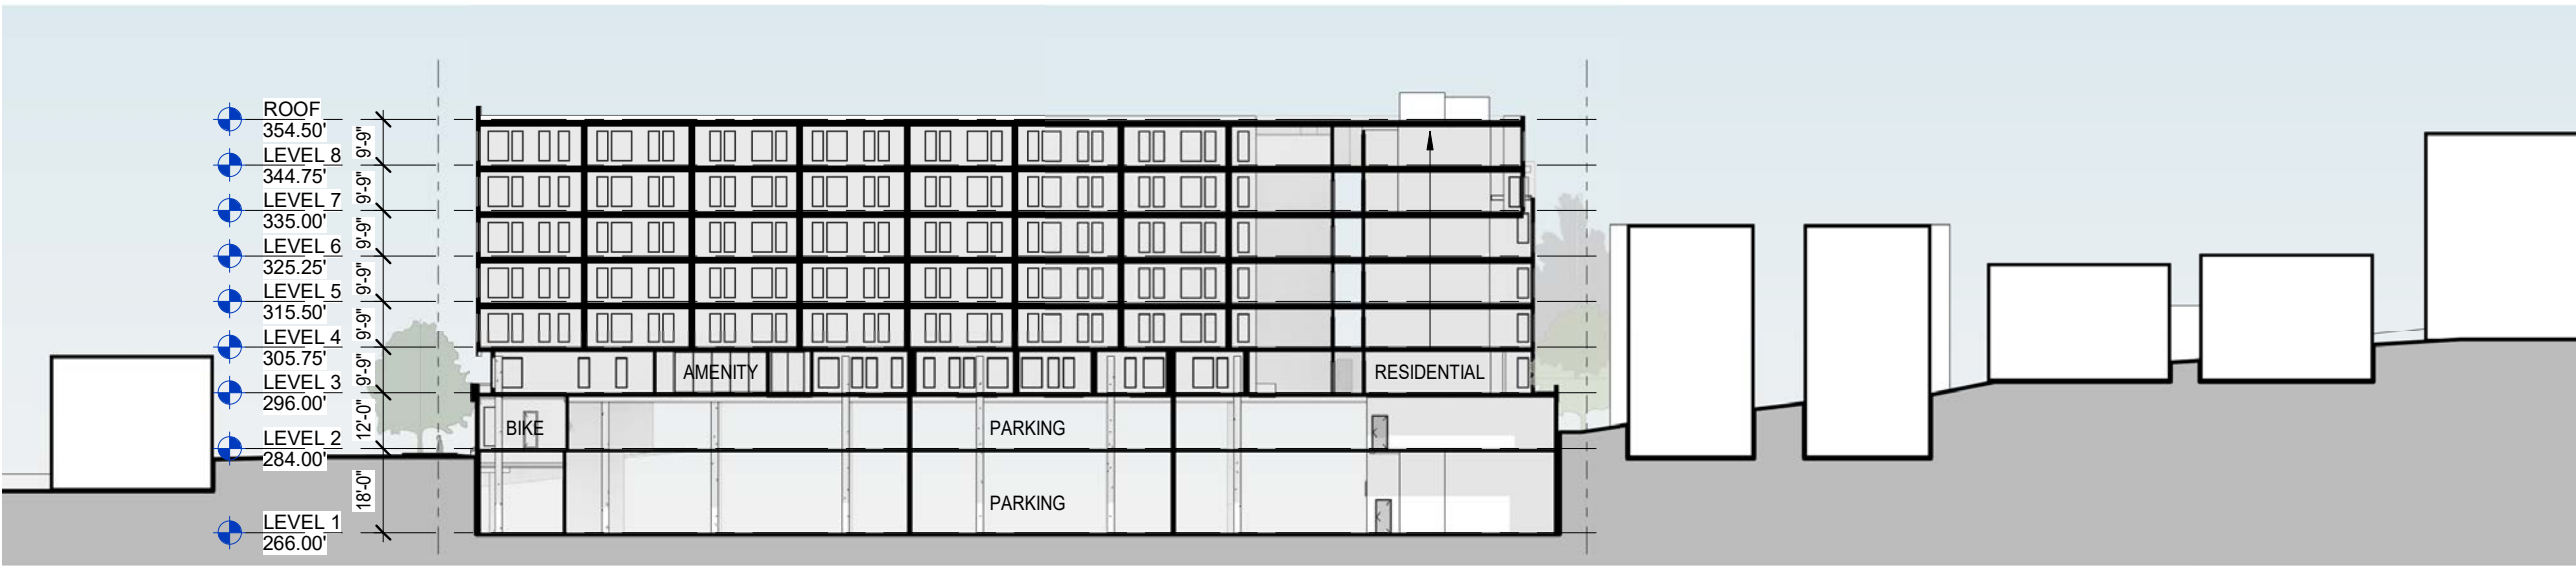 ROOF
354.50'
9'-9"
LEVEL 8
344.75'
9'-9"
LEVEL 7
335.00'
9'-9"
LEVEL 6
325.25'
9'-9"
LEVEL 5
315.50'
9'-9"
LEVEL 4
305.75'
9'-9"
LEVEL 3
296.00'
12'-0"
LEVEL 2
284.00'
18'-0"
LEVEL 1
266.00'
AMENITY
RESIDENTIAL
BIKE
PARKING
PARKING